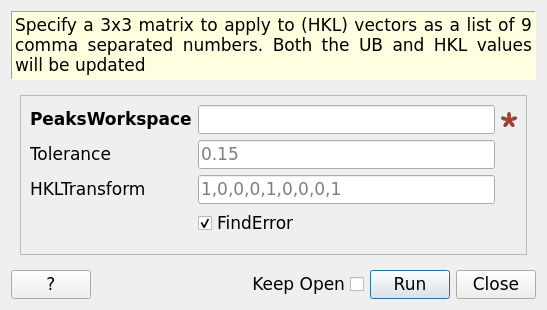 Specify a 3x3 matrix to apply to (HKL) vectors as a list of 9
comma separated numbers. Both the UB and HKL values
will be updated
PeaksWorkspace *
Tolerance 0.15
HKLTransform 1,0,0,0,1,0,0,0,1
FindError
? Keep Open Run Close